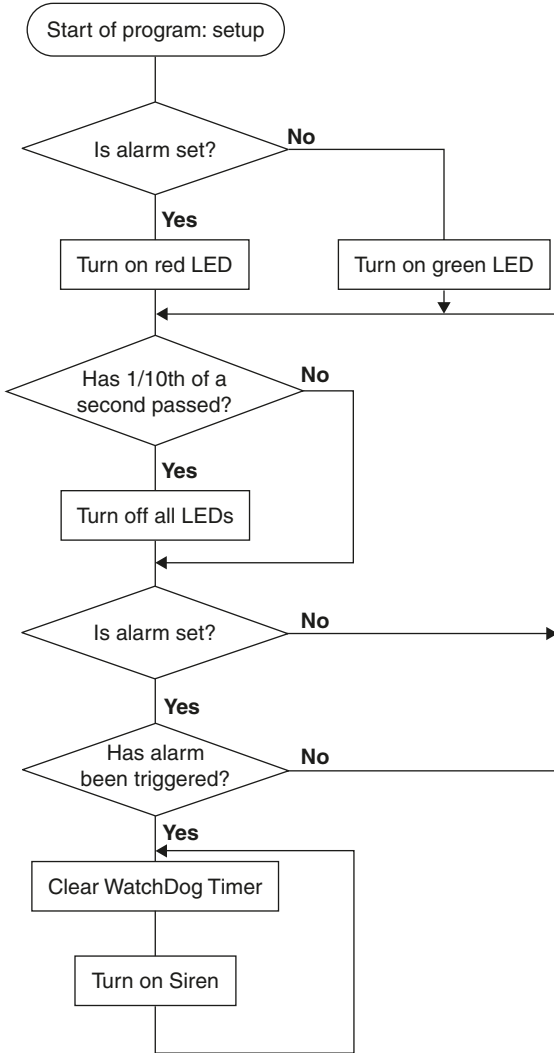 Start of program: setup
Is alarm set?
No
Yes
Turn on red LED
Turn on green LED
Has 1/10th of a
second passed?
No
Yes
Turn off all LEDs
Is alarm set?
No
Yes
Has alarm
been triggered?
No
Yes
Clear WatchDog Timer
Turn on Siren